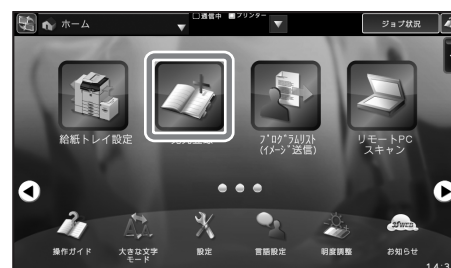 ホーム
通信中
プリンター
ジョブ状況
給紙トレイ設定
プログラムリスト
(イメージ送信)
リモートPC
スキャン
操作ガイド
大きな文字
モード
設定
言語設定
明度調整
お知らせ